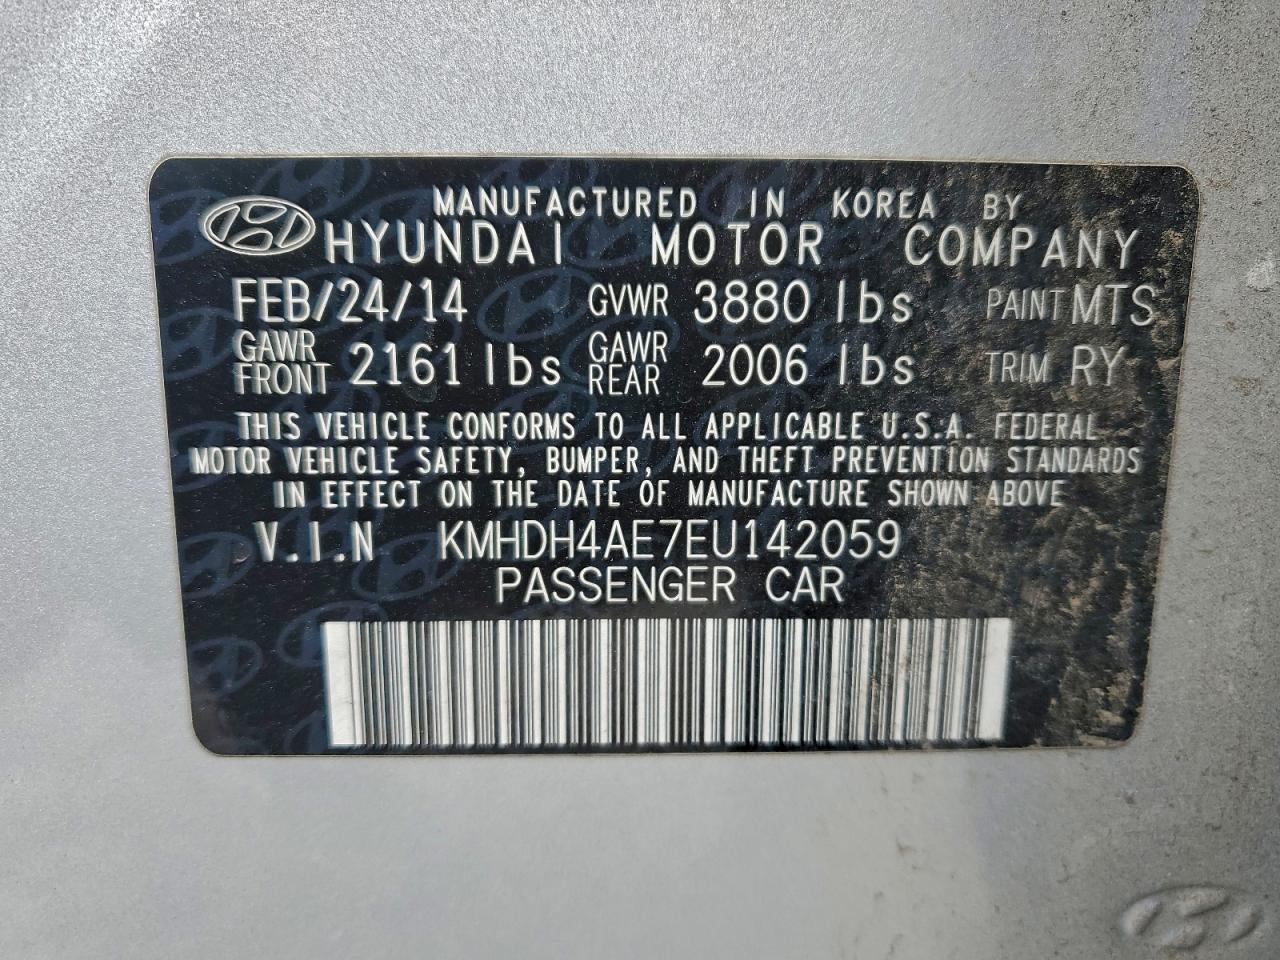 MANUFACTURED IN KOREA BY
HYUNDAI MOTOR COMPANY
FEB/24/14 GVWR 3880 lbs PAINT MTS
GAWR FRONT 2161 lbs GAWR REAR 2006 lbs TRIM RY
THIS VEHICLE CONFORMS TO ALL APPLICABLE U.S.A. FEDERAL
MOTOR VEHICLE SAFETY, BUMPER, AND THEFT PREVENTION STANDARDS
IN EFFECT ON THE DATE OF MANUFACTURE SHOWN ABOVE
V.I.N KMHDH4AE7EU142059
PASSENGER CAR